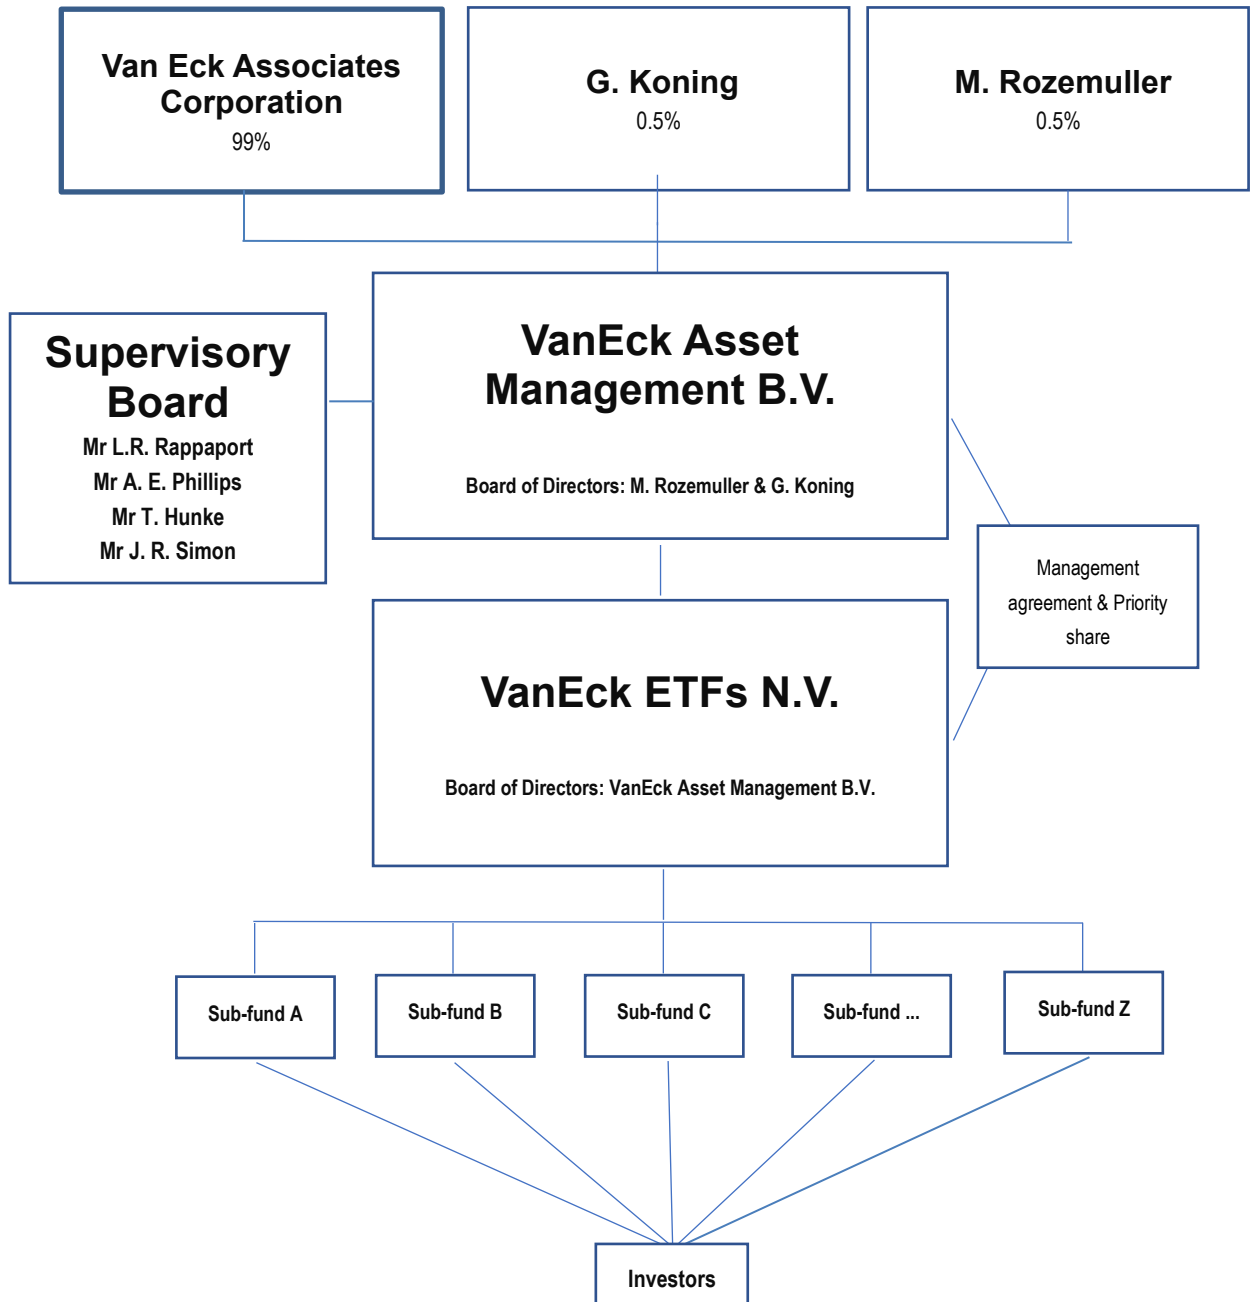 Van Eck Associates
Corporation
99%
G. Koning
0.5%
M. Rozemuller
0.5%
Supervisory
Board
Mr L.R. Rappaport
Mr A. E. Phillips
Mr T. Hunke
Mr J. R. Simon
VanEck Asset
Management B.V.
Board of Directors: M. Rozemuller & G. Koning
Management
agreement & Priority
share
VanEck ETFs N.V.
Board of Directors: VanEck Asset Management B.V.
Sub-fund A
Sub-fund B
Sub-fund C
Sub-fund ...
Sub-fund Z
Investors